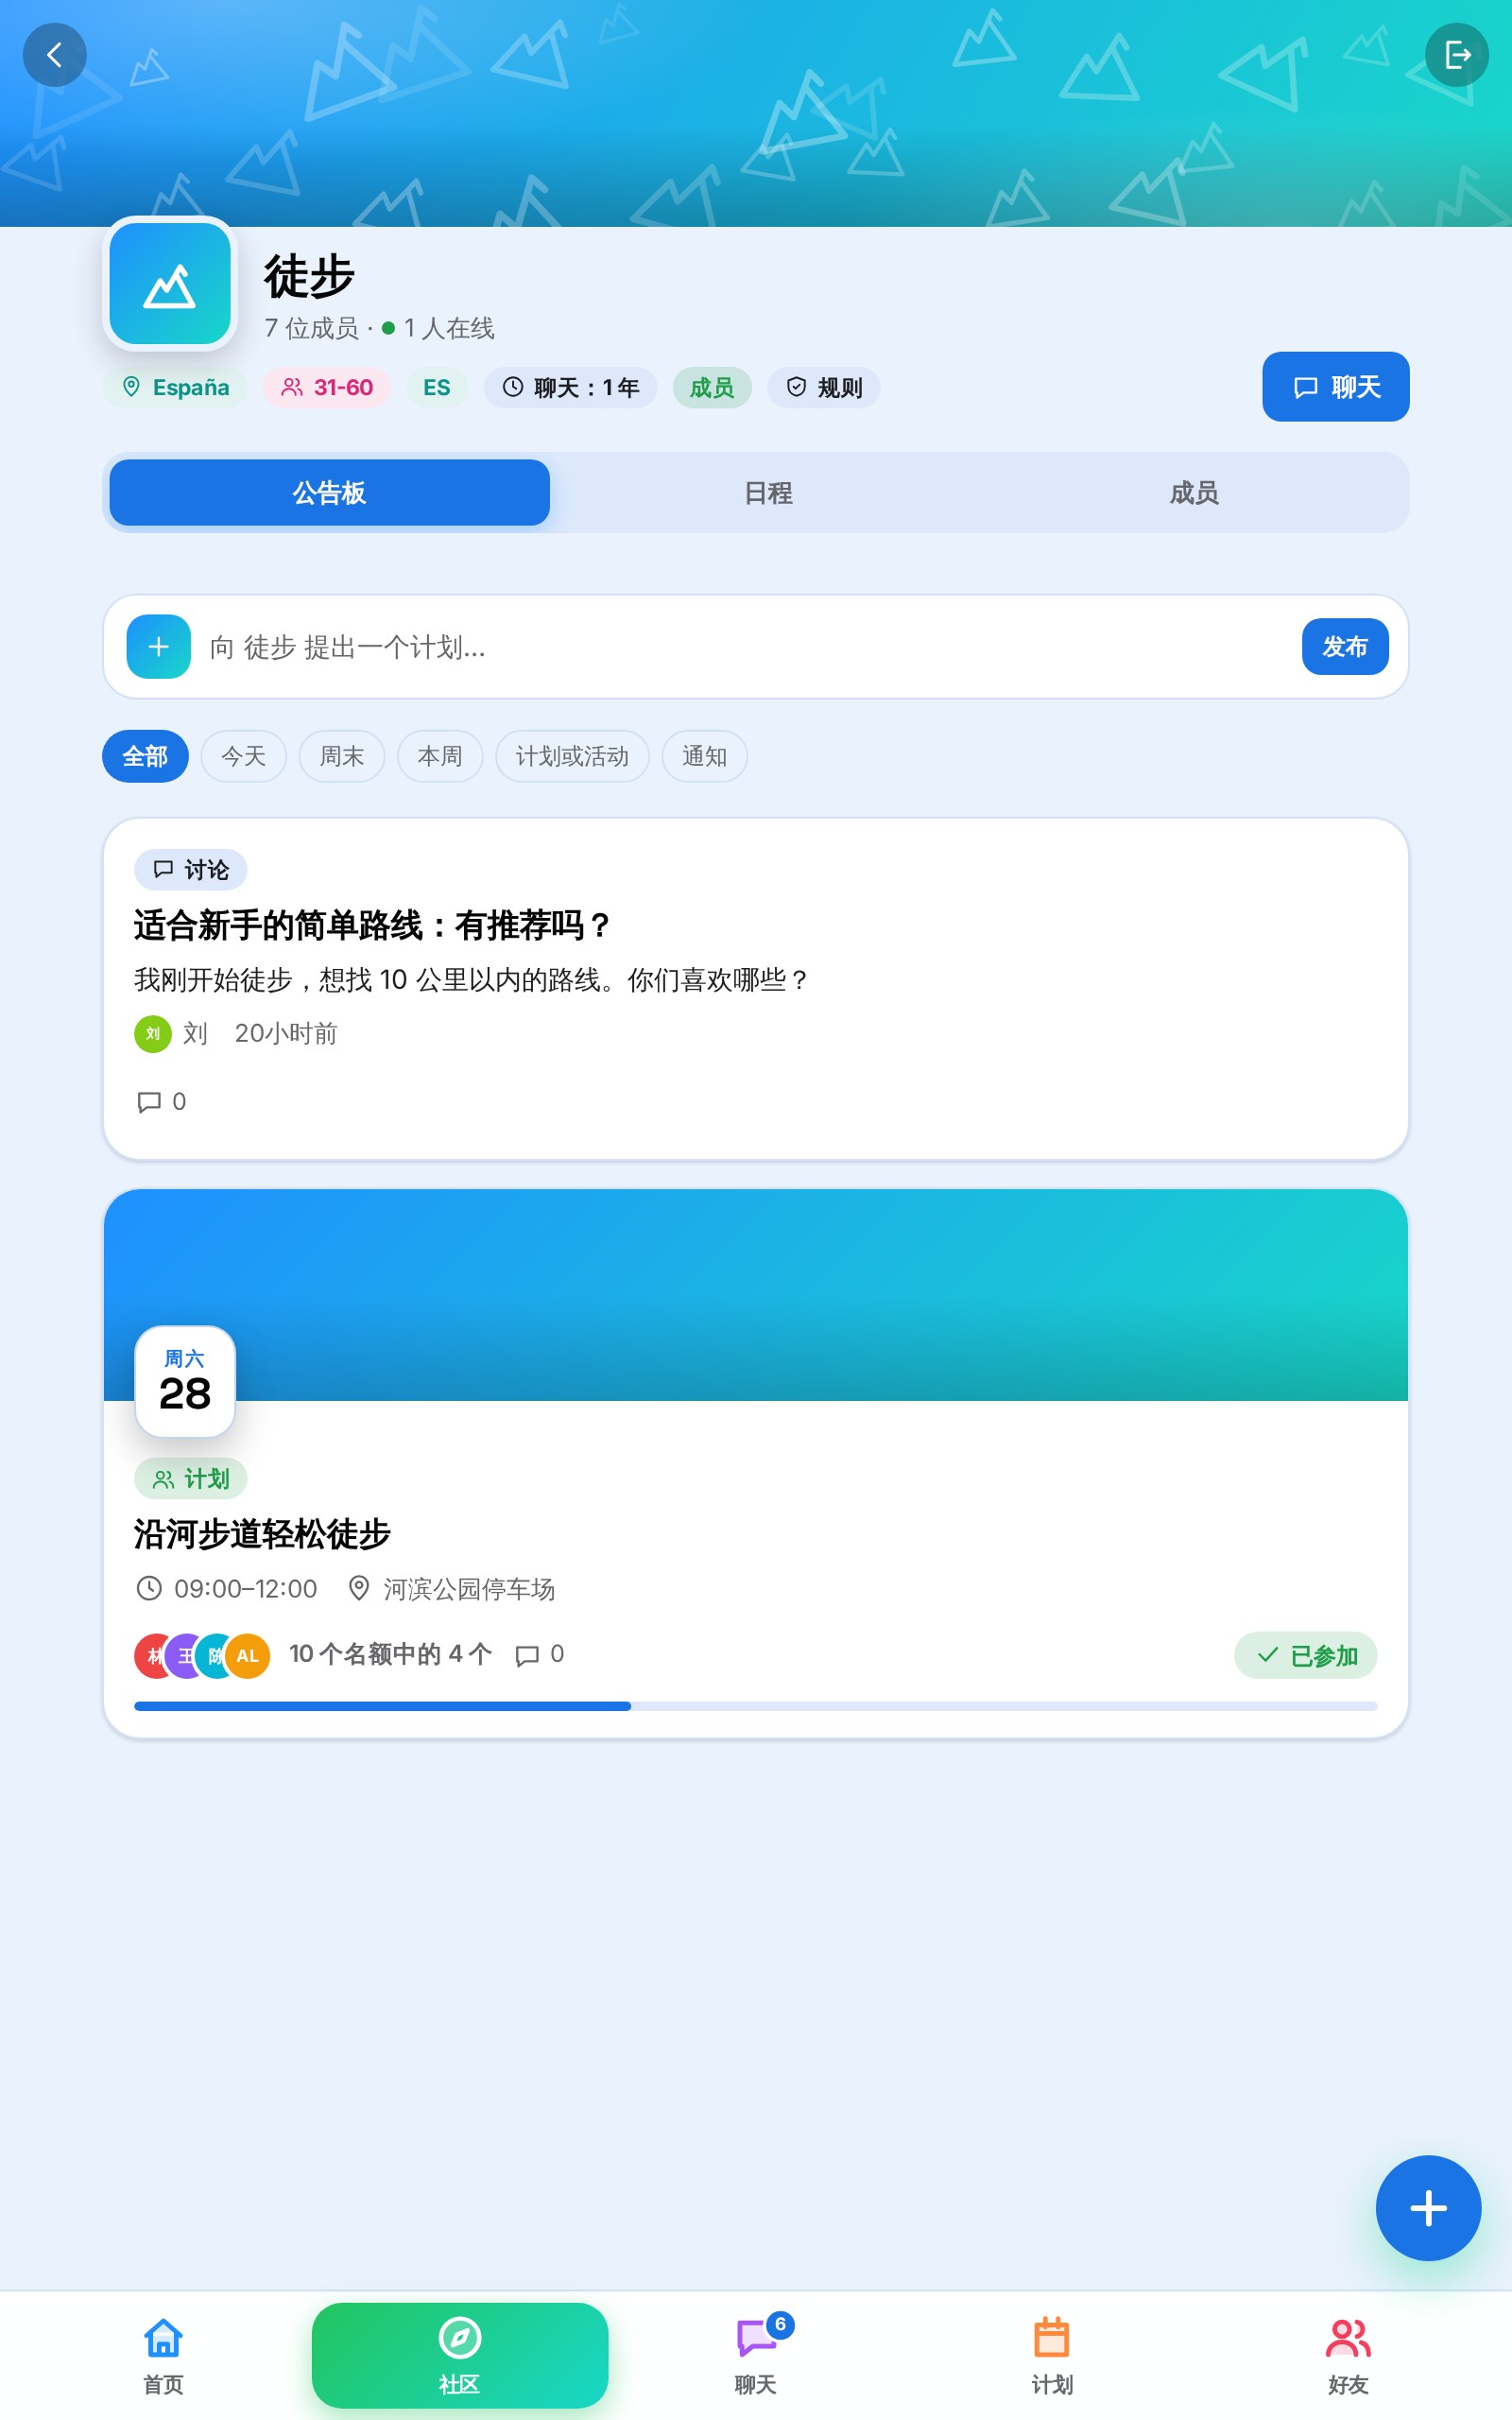 徒步
7 位成员 · 1 人在线
España 31-60 ES 聊天：1 年 成员 规则
聊天
公告板 日程 成员
向 徒步 提出一个计划... 发布
全部 今天 周末 本周 计划或活动 通知
讨论
适合新手的简单路线：有推荐吗？
我刚开始徒步，想找 10 公里以内的路线。你们喜欢哪些？
刘 刘 20小时前
0
周六
28
计划
沿河步道轻松徒步
09:00–12:00 河滨公园停车场
林 王 陈 AL 10 个名额中的 4 个 0 已参加
6
首页 社区 聊天 计划 好友